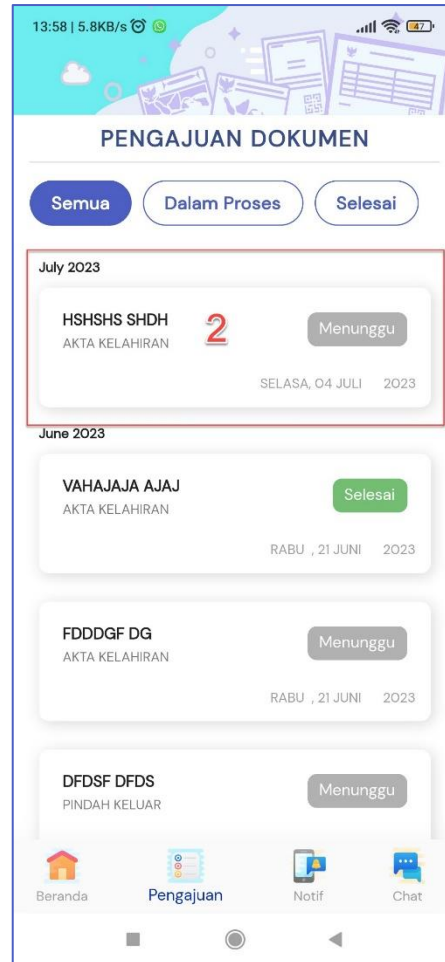 13:58 | 5.8KB/s
47
PENGAJUAN DOKUMEN
Semua Dalam Proses Selesai
July 2023
HSHSHS SHDH 2 Menunggu
AKTA KELAHIRAN
SELASA, 04 JULI 2023
June 2023
VAHAJAJA AJAJ Selesai
AKTA KELAHIRAN
RABU , 21 JUNI 2023
FDDDGF DG Menunggu
AKTA KELAHIRAN
RABU , 21 JUNI 2023
DFDSF DFDS Menunggu
PINDAH KELUAR
Beranda Pengajuan Notif Chat